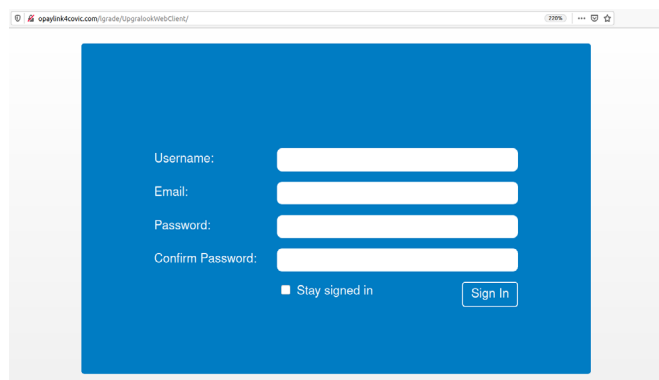 opaylink4covic.com/lgrade/UpgralookWebClient/ 220%
Username:
Email:
Password:
Confirm Password:
Stay signed in
Sign In